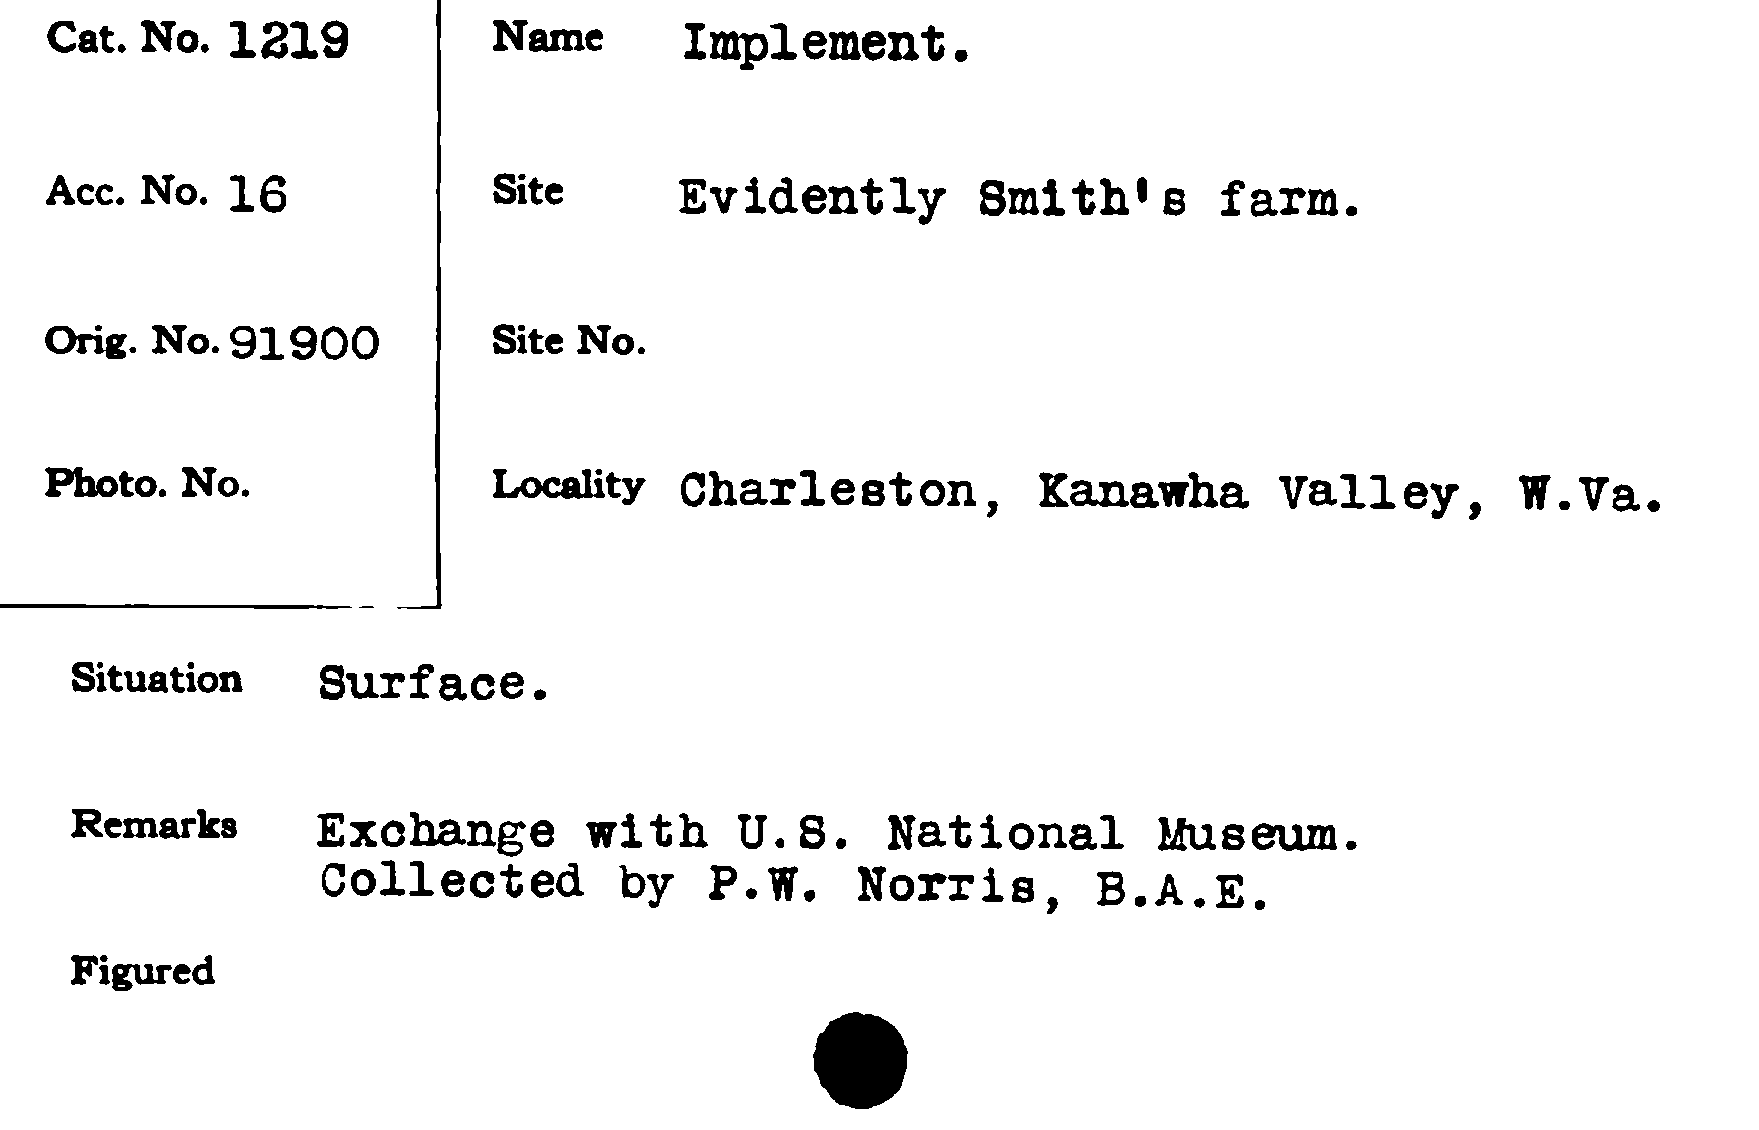 Cat. No. 1219
Name Implement.
Acc. No. 16
Site Evidently Smith's farm.
Orig. No. 91900
Site No.
Photo. No.
Locality Charleston, Kanawha Valley, W.Va.
Situation Surface.
Remarks Exchange with U.S. National Museum.
Collected by P.W. Norris, B.A.E.
Figured